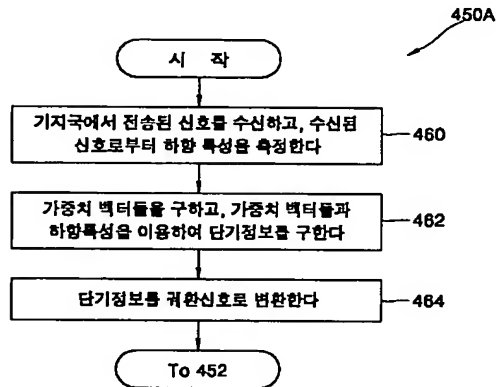 450A
시 작
기지국에서 전송된 신호를 수신하고, 수신된
신호로부터 하향 특성을 측정한다
460
가중치 벡터들을 구하고, 가중치 벡터들과
하향특성을 이용하여 단기정보를 구한다
462
단기정보를 궤환신호로 변환한다
464
To 452